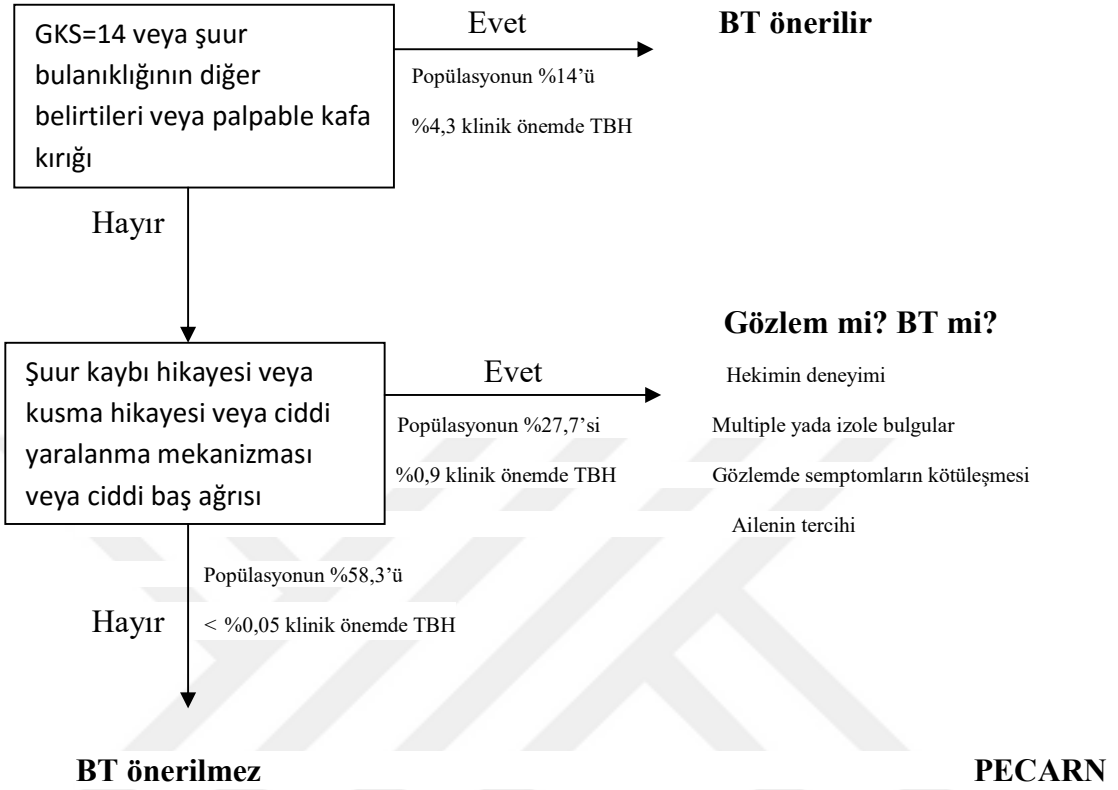 GKS=14 veya şuur
bulanıklığının diğer
belirtileri veya palpable kafa
kırığı
Evet
Popülasyonun %14’ü
%4,3 klinik önemde TBH
BT önerilir
Hayır
Şuur kaybı hikayesi veya
kusma hikayesi veya ciddi
yaralanma mekanizması
veya ciddi baş ağrısı
Evet
Popülasyonun %27,7’si
%0,9 klinik önemde TBH
Gözlem mi? BT mi?
Hekimin deneyimi
Multiple yada izole bulgular
Gözlemde semptomların kötüleşmesi
Ailenin tercihi
Hayır
Popülasyonun %58,3’ü
< %0,05 klinik önemde TBH
BT önerilmez
PECARN